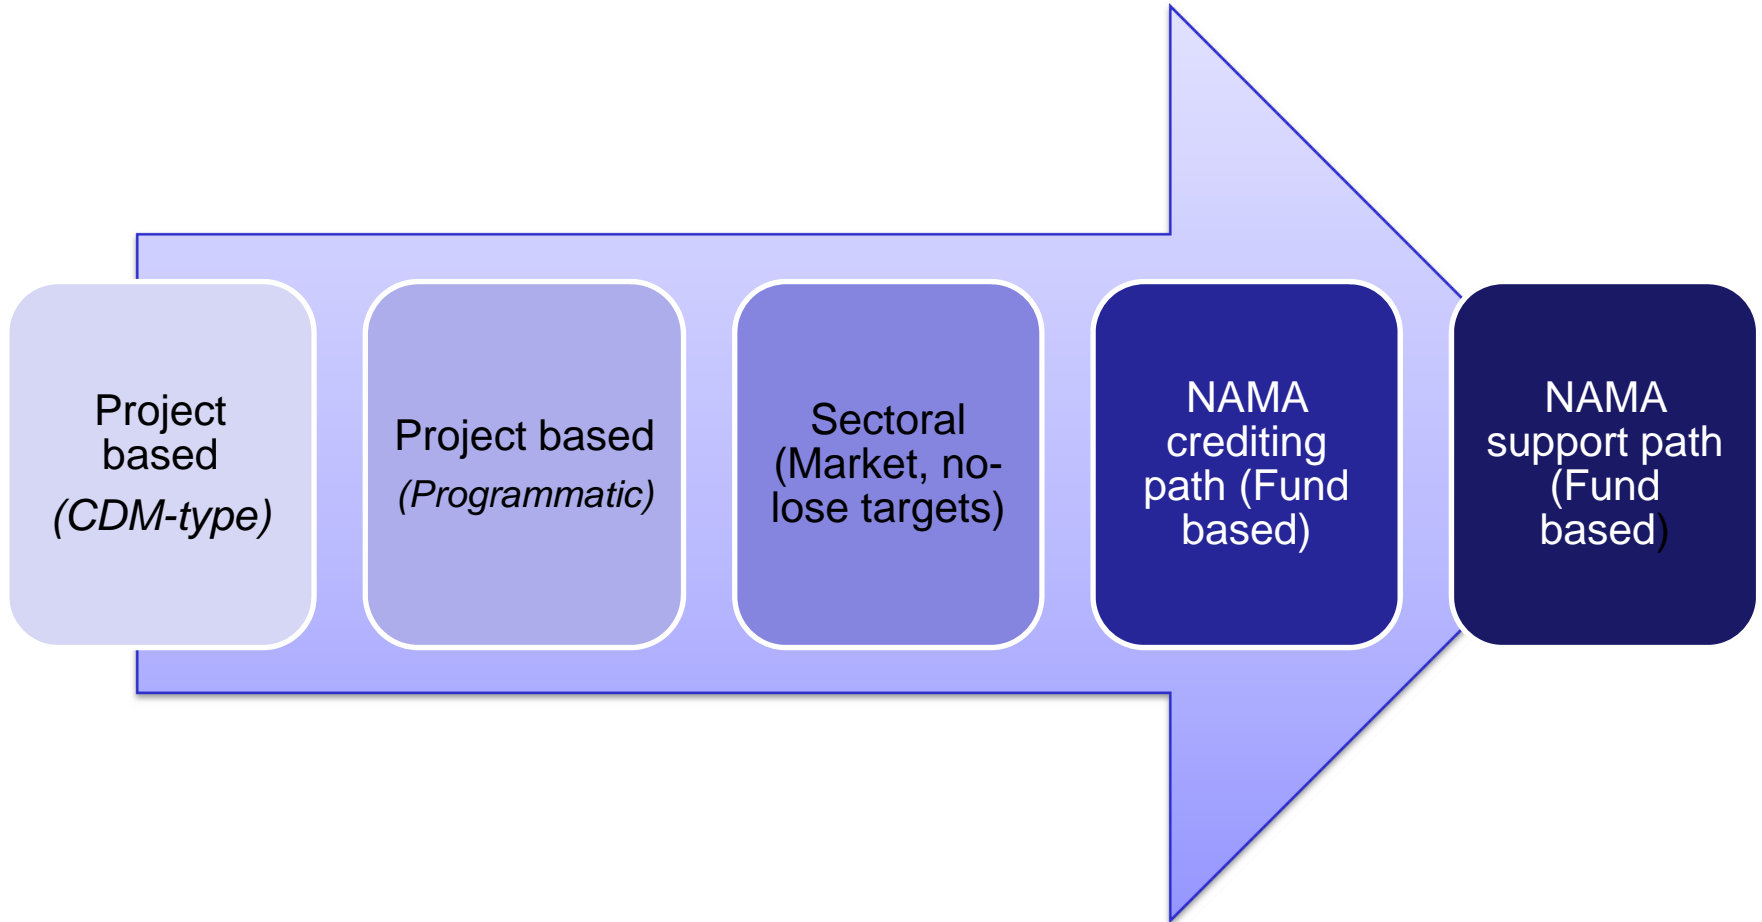 Project
based
(CDM-type)
Project based
(Programmatic)
Sectoral
(Market, no-
lose targets)
NAMA
crediting
path (Fund
based)
NAMA
support path
(Fund
based)